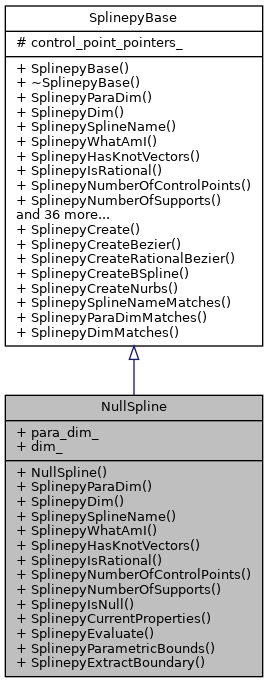 SplinepyBase
# control_point_pointers_
+ SplinepyBase()
+ ~SplinepyBase()
+ SplinepyParaDim()
+ SplinepyDim()
+ SplinepySplineName()
+ SplinepyWhatAmI()
+ SplinepyHasKnotVectors()
+ SplinepyIsRational()
+ SplinepyNumberOfControlPoints()
+ SplinepyNumberOfSupports()
and 36 more...
+ SplinepyCreate()
+ SplinepyCreateBezier()
+ SplinepyCreateRationalBezier()
+ SplinepyCreateBSpline()
+ SplinepyCreateNurbs()
+ SplinepySplineNameMatches()
+ SplinepyParaDimMatches()
+ SplinepyDimMatches()
NullSpline
+ para_dim_
+ dim_
+ NullSpline()
+ SplinepyParaDim()
+ SplinepyDim()
+ SplinepySplineName()
+ SplinepyWhatAmI()
+ SplinepyHasKnotVectors()
+ SplinepyIsRational()
+ SplinepyNumberOfControlPoints()
+ SplinepyNumberOfSupports()
+ SplinepyIsNull()
+ SplinepyCurrentProperties()
+ SplinepyEvaluate()
+ SplinepyParametricBounds()
+ SplinepyExtractBoundary()